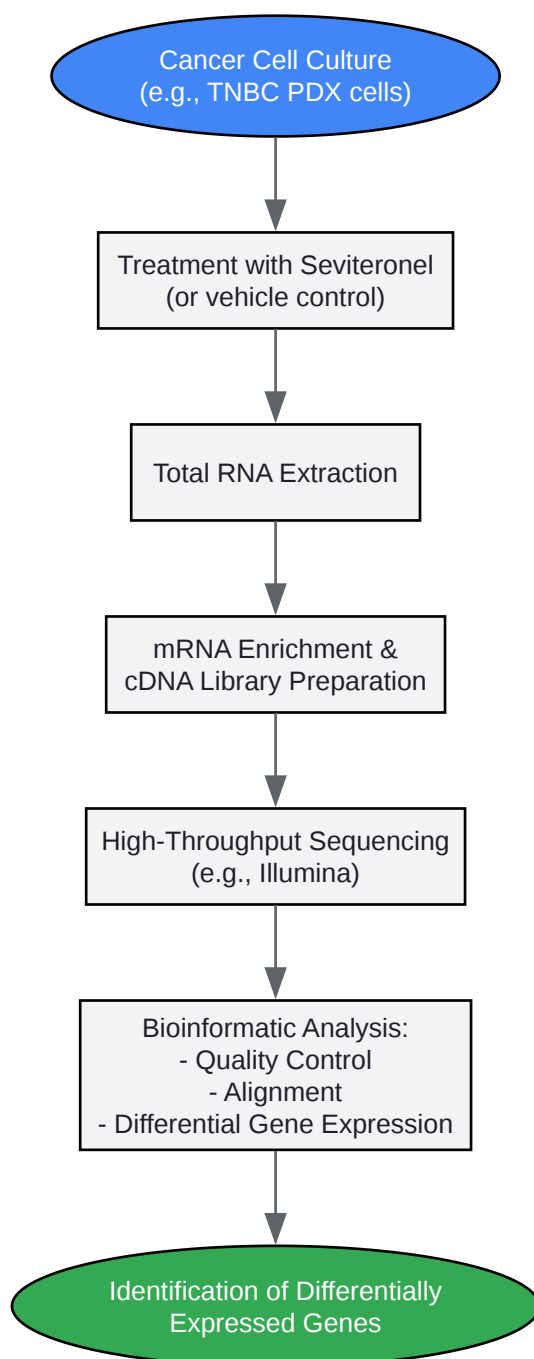 Cancer Cell Culture
(e.g., TNBC PDX cells)
Treatment with Seviteronel
(or vehicle control)
Total RNA Extraction
mRNA Enrichment &
cDNA Library Preparation
High-Throughput Sequencing
(e.g., Illumina)
Bioinformatic Analysis:
- Quality Control
- Alignment
- Differential Gene Expression
Identification of Differentially
Expressed Genes